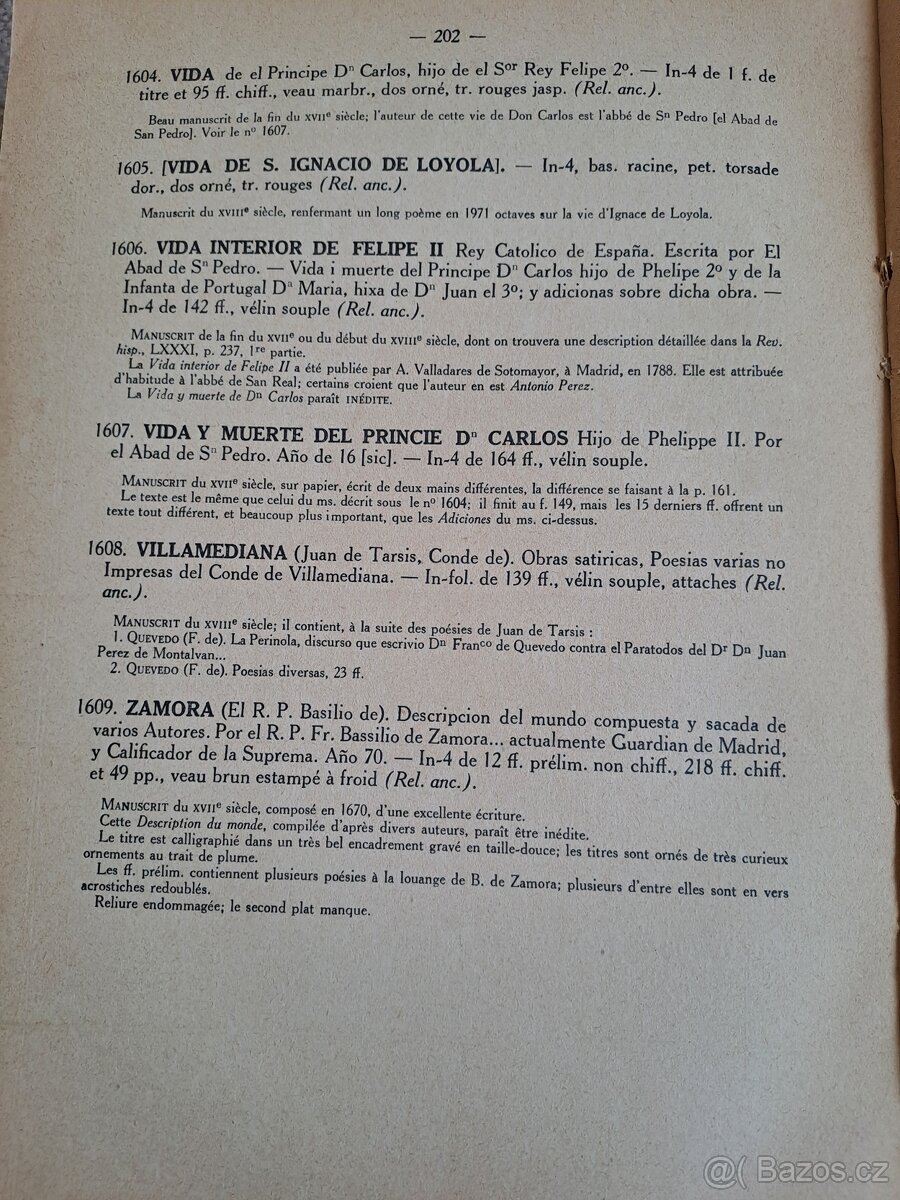 — 202 —
1604. VIDA de el Principe Dⁿ Carlos, hijo de el Sᵒʳ Rey Felipe 2º. — In-4 de 1 f. de
titre et 95 ff. chiff., veau marbr., dos orné, tr. rouges jasp. (Rel. anc.).
Beau manuscrit de la fin du XVIIᵉ siècle; l'auteur de cette vie de Don Carlos est l'abbé de Sⁿ Pedro [el Abad de
San Pedro]. Voir le nº 1607.
1605. [VIDA DE S. IGNACIO DE LOYOLA]. — In-4, bas. racine, pet. torsade
dor., dos orné, tr. rouges (Rel. anc.).
Manuscrit du XVIIIᵉ siècle, renfermant un long poème en 1971 octaves sur la vie d'Ignace de Loyola.
1606. VIDA INTERIOR DE FELIPE II Rey Catolico de España. Escrita por El
Abad de Sⁿ Pedro. — Vida i muerte del Principe Dⁿ Carlos hijo de Phelipe 2º y de la
Infanta de Portugal Dª Maria, hixa de Dⁿ Juan el 3º; y adicionas sobre dicha obra. —
In-4 de 142 ff., vélin souple (Rel. anc.).
MANUSCRIT de la fin du XVIIᵉ ou du début du XVIIIᵉ siècle, dont on trouvera une description détaillée dans la Rev.
hisp., LXXXI, p. 237, 1ʳᵉ partie.
La Vida interior de Felipe II a été publiée par A. Valladares de Sotomayor, à Madrid, en 1788. Elle est attribuée
d'habitude à l'abbé de San Real; certains croient que l'auteur en est Antonio Perez.
La Vida y muerte de Dⁿ Carlos paraît INÉDITE.
1607. VIDA Y MUERTE DEL PRINCIE Dⁿ CARLOS Hijo de Phelippe II. Por
el Abad de Sⁿ Pedro. Año de 16 [sic]. — In-4 de 164 ff., vélin souple.
MANUSCRIT du XVIIᵉ siècle, sur papier, écrit de deux mains différentes, la différence se faisant à la p. 161.
Le texte est le même que celui du ms. décrit sous le nº 1604; il finit au f. 149, mais les 15 derniers ff. offrent un
texte tout différent, et beaucoup plus important, que les Adiciones du ms. ci-dessus.
1608. VILLAMEDIANA (Juan de Tarsis, Conde de). Obras satiricas, Poesias varias no
Impresas del Conde de Villamediana. — In-fol. de 139 ff., vélin souple, attaches (Rel.
anc.).
MANUSCRIT du XVIIIᵉ siècle; il contient, à la suite des poésies de Juan de Tarsis :
1. QUEVEDO (F. de). La Perinola, discurso que escrivio Dⁿ Franᶜᵒ de Quevedo contra el Paratodos del Dʳ Dⁿ Juan
Perez de Montalvan...
2. QUEVEDO (F. de). Poesias diversas, 23 ff.
1609. ZAMORA (El R. P. Basilio de). Descripcion del mundo compuesta y sacada de
varios Autores. Por el R. P. Fr. Bassilio de Zamora... actualmente Guardian de Madrid,
y Calificador de la Suprema. Año 70. — In-4 de 12 ff. prélim. non chiff., 218 ff. chiff.
et 49 pp., veau brun estampé à froid (Rel. anc.).
MANUSCRIT du XVIIᵉ siècle, composé en 1670, d'une excellente écriture.
Cette Description du monde, compilée d'après divers auteurs, paraît être inédite.
Le titre est calligraphié dans un très bel encadrement gravé en taille-douce; les titres sont ornés de très curieux
ornements au trait de plume.
Les ff. prélim. contiennent plusieurs poésies à la louange de B. de Zamora; plusieurs d'entre elles sont en vers
acrostiches redoublés.
Reliure endommagée; le second plat manque.
@( Bazos.cz